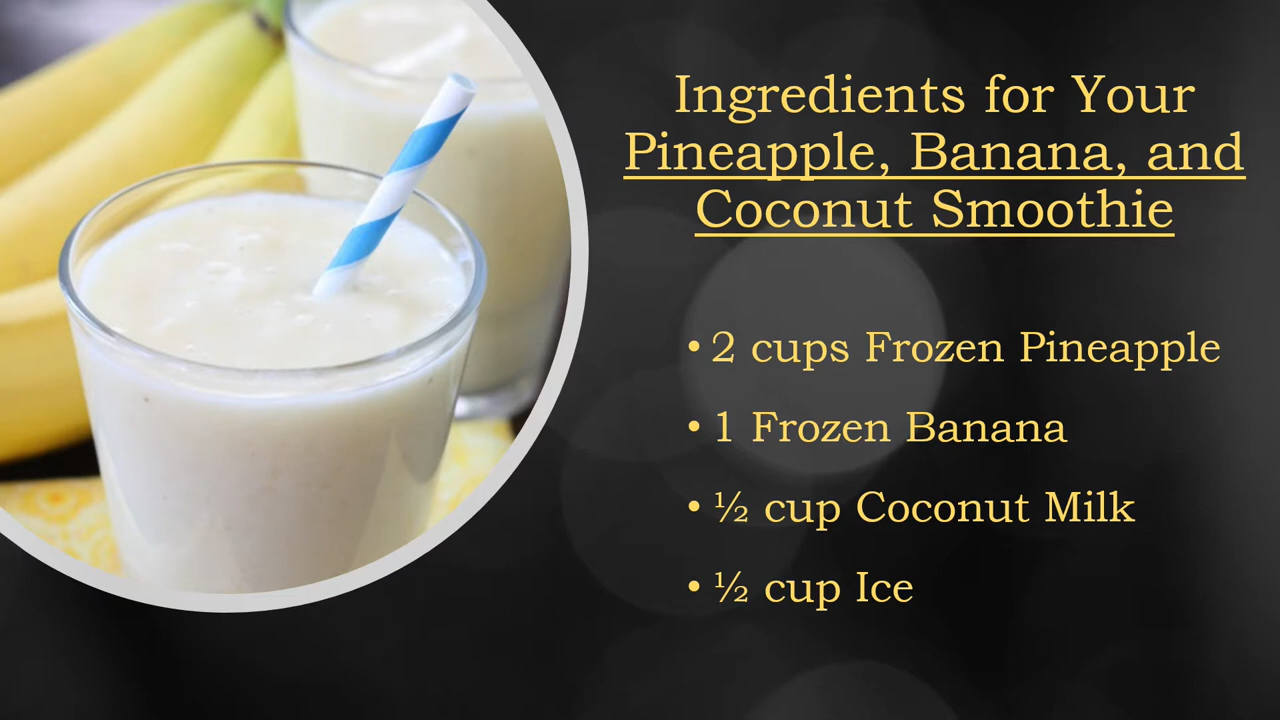 Ingredients for Your
Pineapple, Banana, and
Coconut Smoothie
• 2 cups Frozen Pineapple
• 1 Frozen Banana
• ½ cup Coconut Milk
• ½ cup Ice